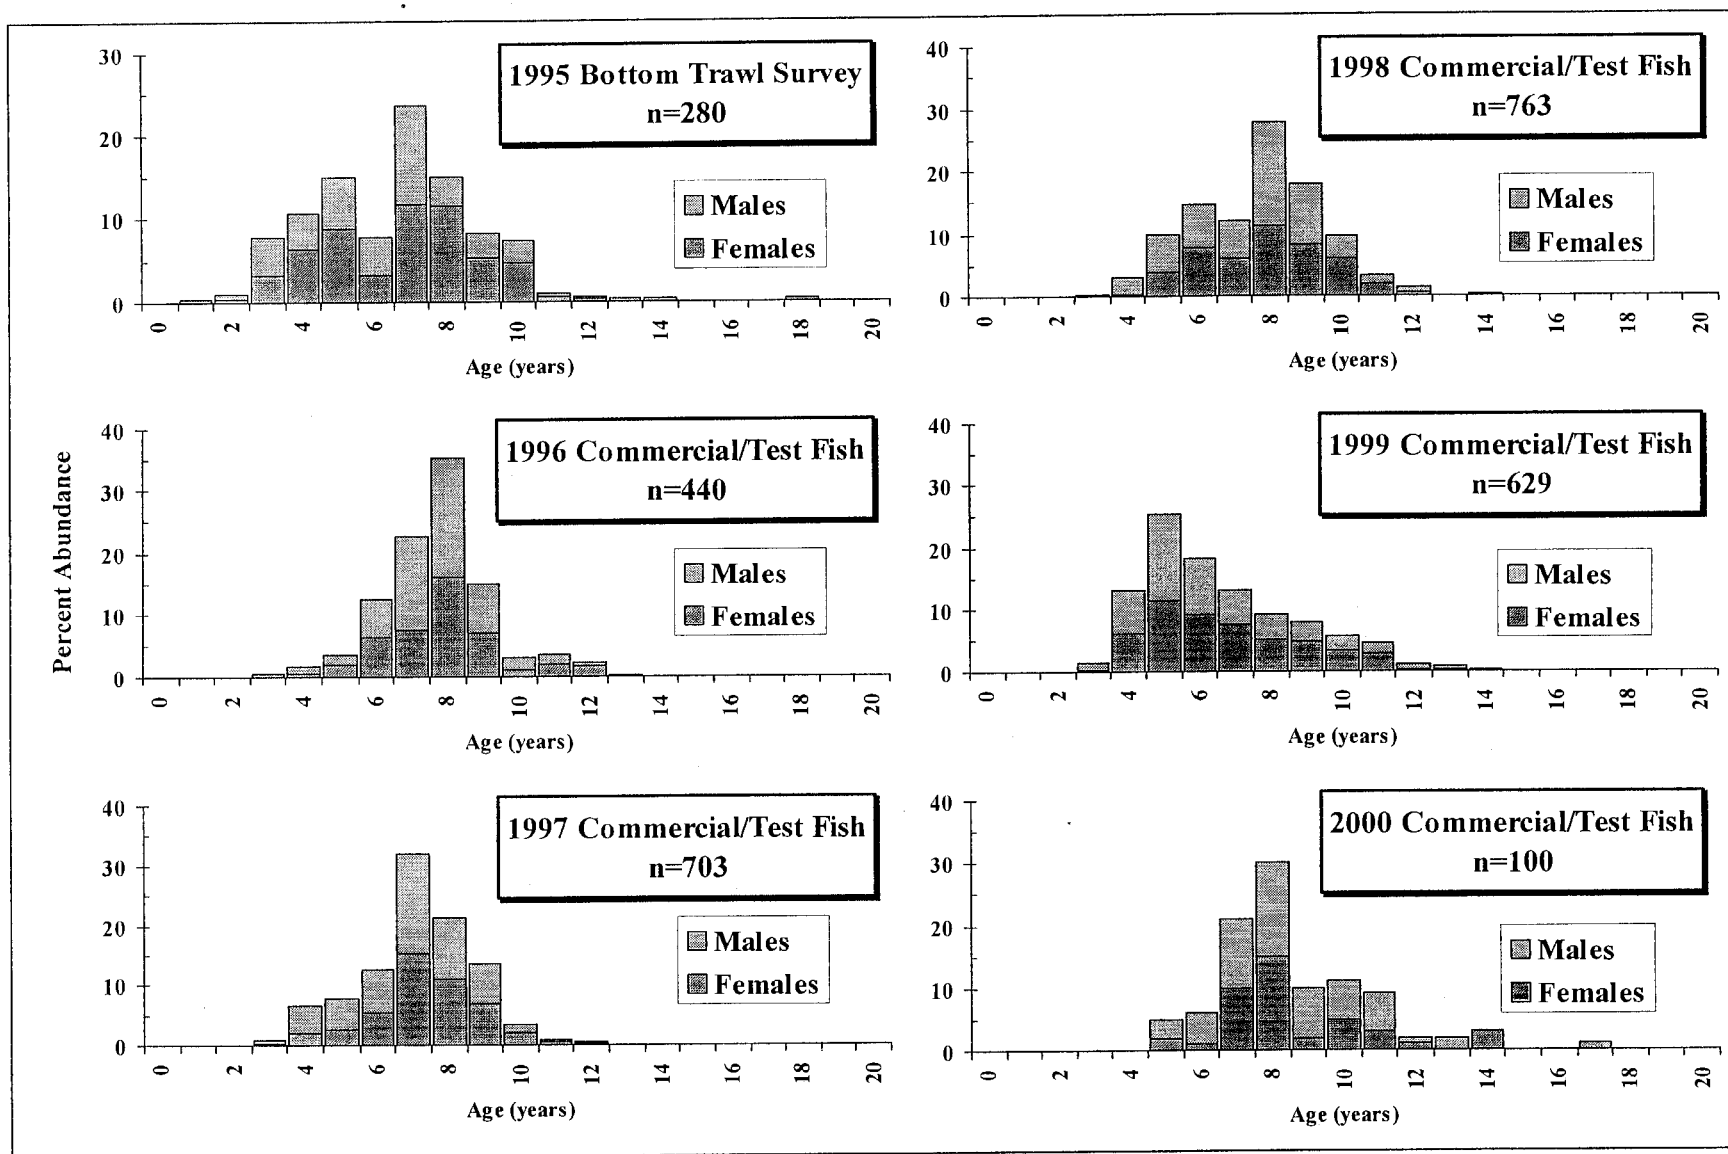 1995 Bottom Trawl Survey
n=280
30
20
10
0
Males
Females
0 2 4 6 8 10 12 14 16 18 20
Age (years)
1998 Commercial/Test Fish
n=763
40
30
20
10
0
Males
Females
0 2 4 6 8 10 12 14 16 18 20
Age (years)
Percent Abundance
1996 Commercial/Test Fish
n=440
40
30
20
10
0
Males
Females
0 2 4 6 8 10 12 14 16 18 20
Age (years)
1999 Commercial/Test Fish
n=629
40
30
20
10
0
Males
Females
0 2 4 6 8 10 12 14 16 18 20
Age (years)
1997 Commercial/Test Fish
n=703
40
30
20
10
0
Males
Females
0 2 4 6 8 10 12 14 16 18 20
Age (years)
2000 Commercial/Test Fish
n=100
40
30
20
10
0
Males
Females
0 2 4 6 8 10 12 14 16 18 20
Age (years)